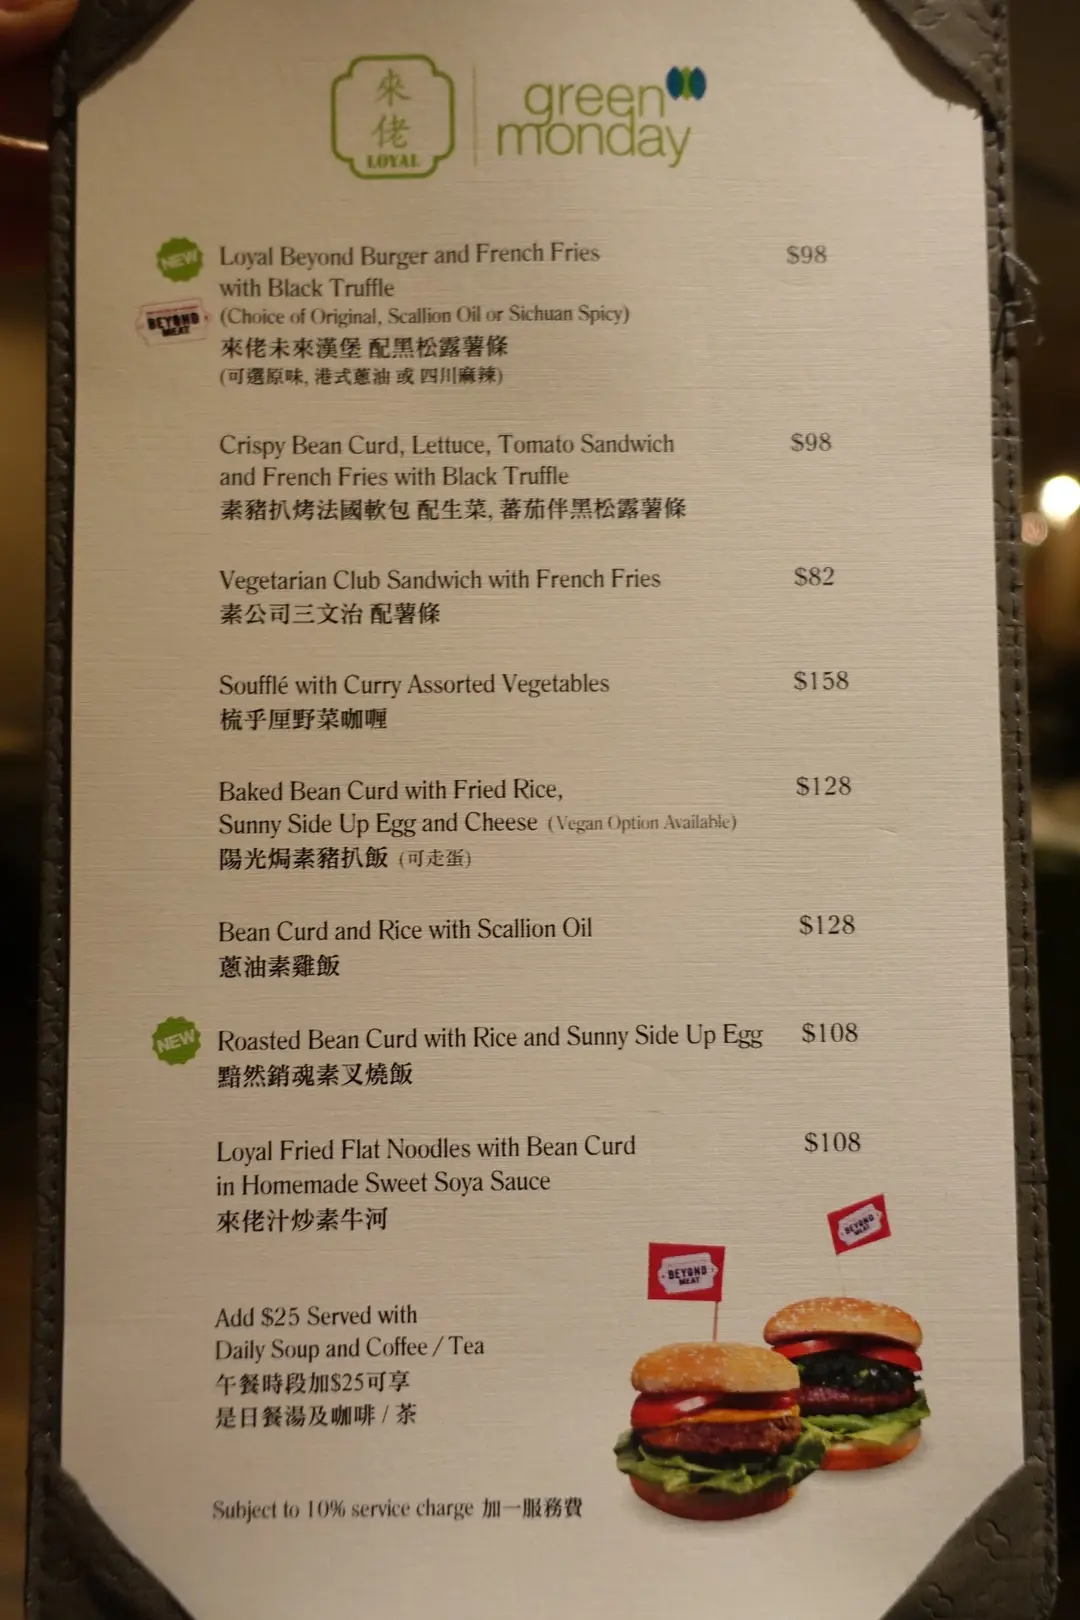 來佬
LOYAL
green monday
NEW
Loyal Beyond Burger and French Fries $98
with Black Truffle
BEYOND MEAT
(Choice of Original, Scallion Oil or Sichuan Spicy)
來佬未來漢堡 配黑松露薯條
(可選原味, 港式蔥油 或 四川麻辣)
Crispy Bean Curd, Lettuce, Tomato Sandwich $98
and French Fries with Black Truffle
素豬扒烤法國軟包 配生菜, 蕃茄伴黑松露薯條
Vegetarian Club Sandwich with French Fries $82
素公司三文治 配薯條
Soufflé with Curry Assorted Vegetables $158
梳乎厘野菜咖喱
Baked Bean Curd with Fried Rice, $128
Sunny Side Up Egg and Cheese (Vegan Option Available)
陽光焗素豬扒飯 (可走蛋)
Bean Curd and Rice with Scallion Oil $128
蔥油素雞飯
NEW
Roasted Bean Curd with Rice and Sunny Side Up Egg $108
黯然銷魂素叉燒飯
Loyal Fried Flat Noodles with Bean Curd $108
in Homemade Sweet Soya Sauce
來佬汁炒素牛河
BEYOND MEAT
BEYOND MEAT
Add $25 Served with
Daily Soup and Coffee / Tea
午餐時段加$25可享
是日餐湯及咖啡 / 茶
Subject to 10% service charge 加一服務費